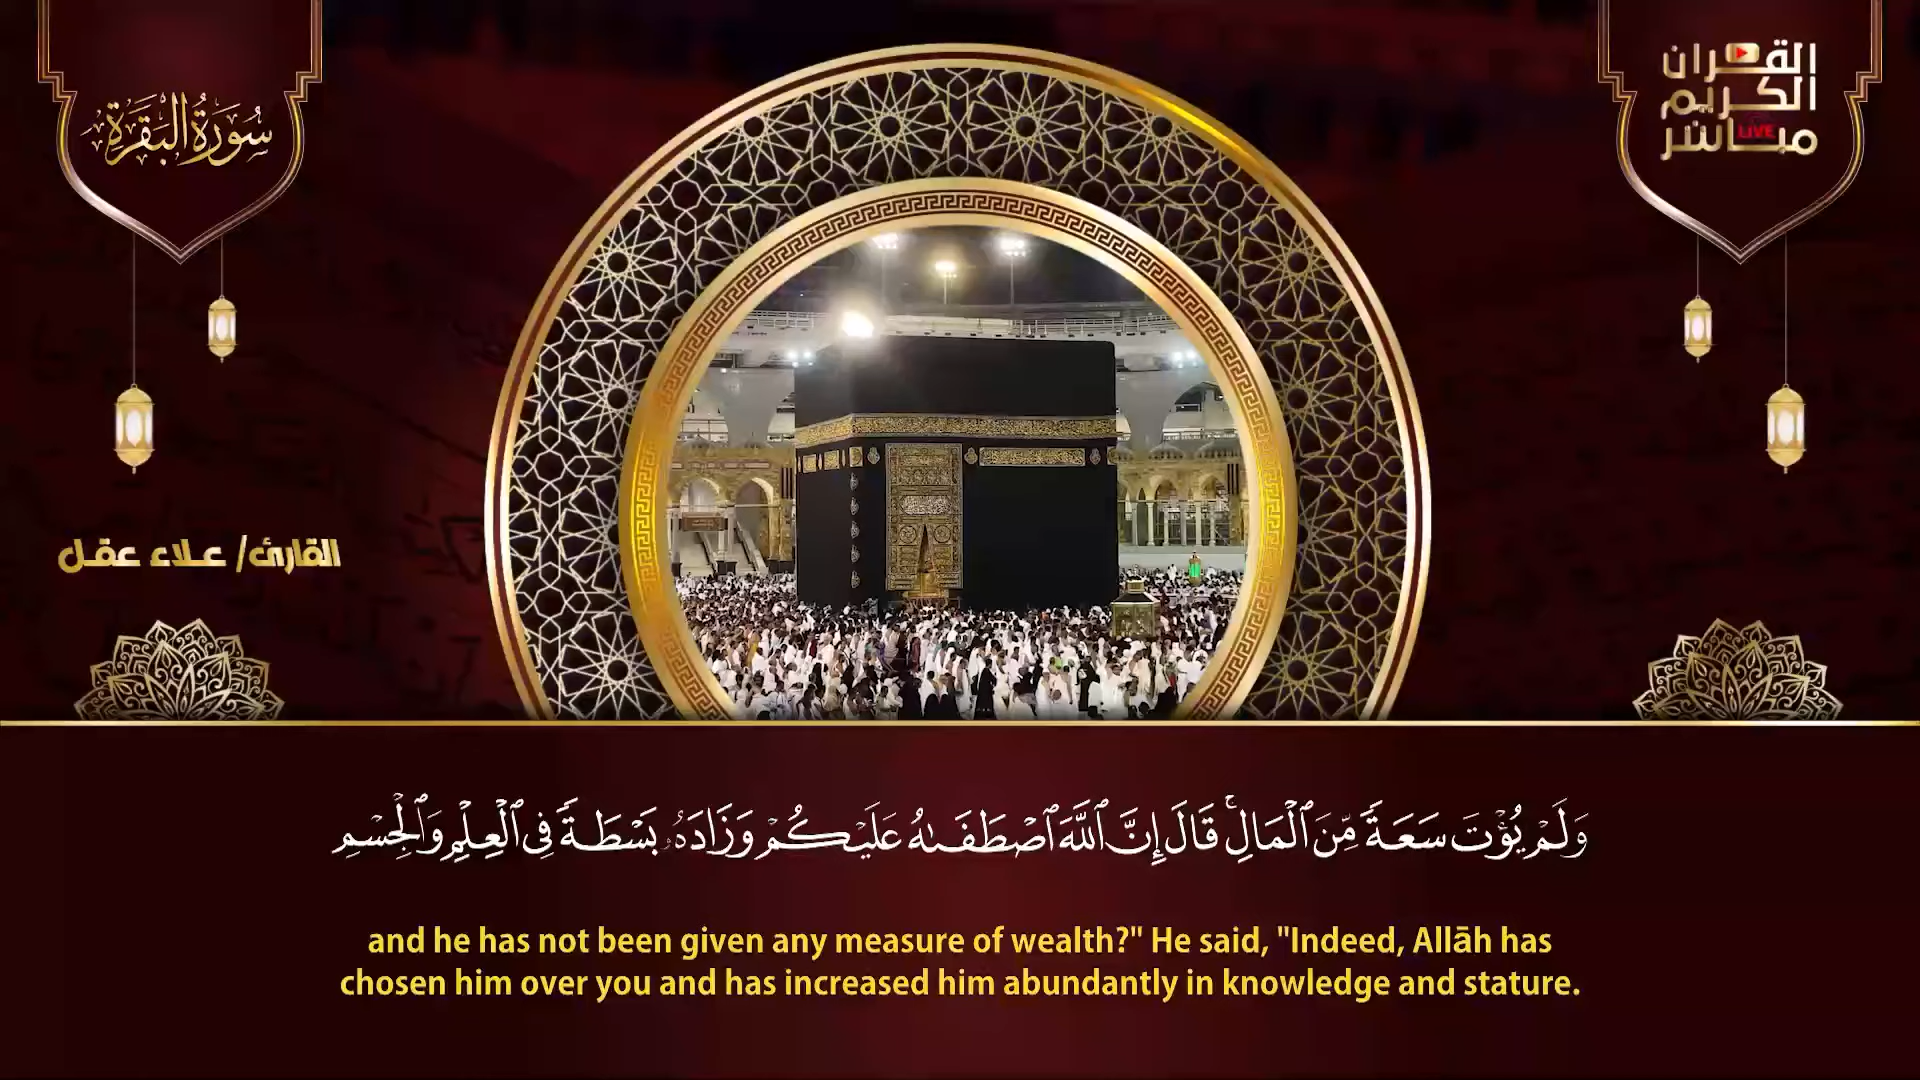 سُورَةُ البَقَرَةِ
القران
الكريم
مباشر
LIVE
القارئ/ علاء عقل
وَلَمْ يُؤْتَ سَعَةً مِّنَ ٱلْمَالِ ۚ قَالَ إِنَّ ٱللَّهَ ٱصْطَفَىٰهُ عَلَيْكُمْ وَزَادَهُۥ بَسْطَةً فِى ٱلْعِلْمِ وَٱلْجِسْمِ
and he has not been given any measure of wealth?" He said, "Indeed, Allāh has
chosen him over you and has increased him abundantly in knowledge and stature.